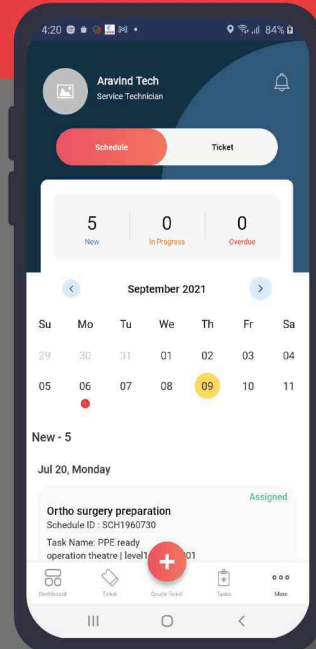 4:20
84%
Aravind Tech
Service Technician
Schedule Ticket
5 0 0
New In Progress Overdue
September 2021
Su Mo Tu We Th Fr Sa
29 30 31 01 02 03 04
05 06 07 08 09 10 11
New - 5
Jul 20, Monday
Assigned
Ortho surgery preparation
Schedule ID : SCH1960730
Task Name: PPE ready
operation theatre | level1 01
Dashboard Ticket Create Ticket Tasks More